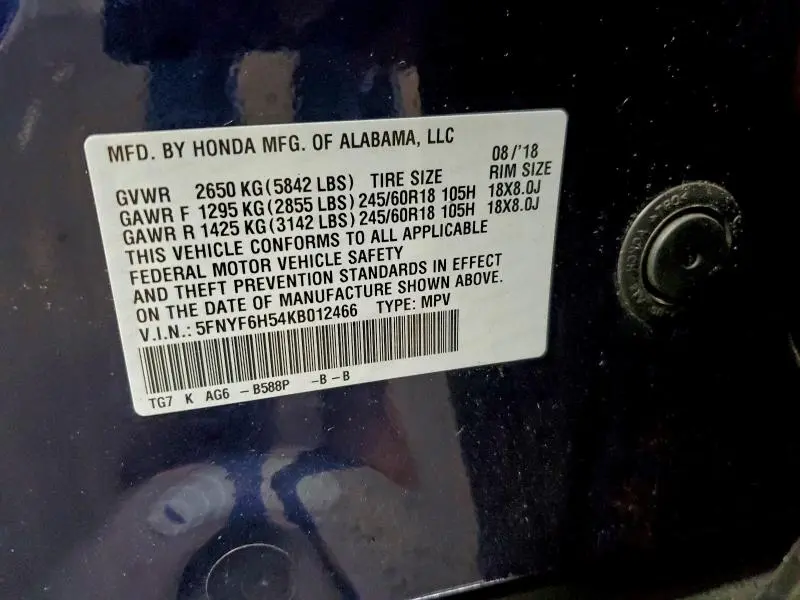 MFD. BY HONDA MFG. OF ALABAMA, LLC
08/'18
GVWR 2650 KG(5842 LBS) TIRE SIZE RIM SIZE
GAWR F 1295 KG(2855 LBS) 245/60R18 105H 18X8.0J
GAWR R 1425 KG(3142 LBS) 245/60R18 105H 18X8.0J
THIS VEHICLE CONFORMS TO ALL APPLICABLE
FEDERAL MOTOR VEHICLE SAFETY
AND THEFT PREVENTION STANDARDS IN EFFECT
ON THE DATE OF MANUFACTURE SHOWN ABOVE.
V.I.N.: 5FNYF6H54KB012466 TYPE: MPV
TG7 K AG6 -B588P -B-B
HONDA